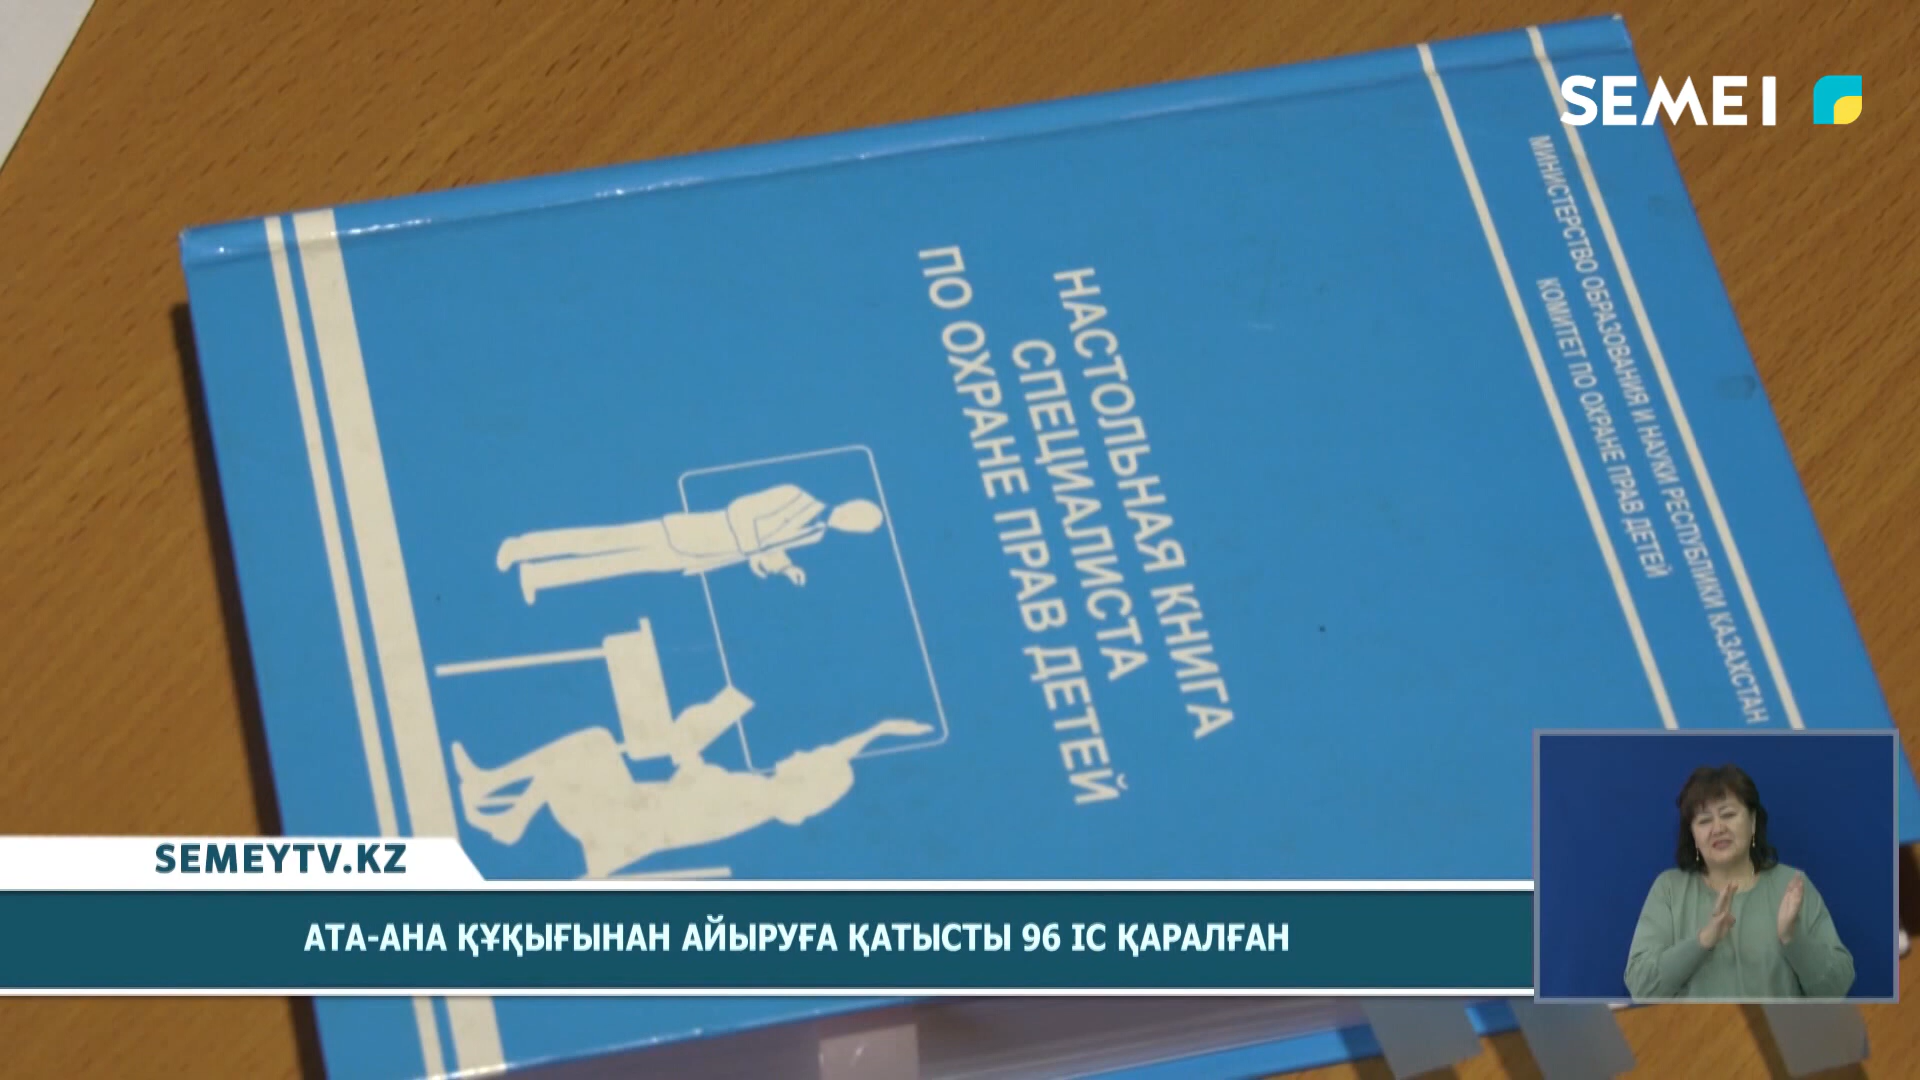 SEMEI
МИНИСТЕРСТВО ОБРАЗОВАНИЯ И НАУКИ РЕСПУБЛИКИ КАЗАХСТАН
КОМИТЕТ ПО ОХРАНЕ ПРАВ ДЕТЕЙ
НАСТОЛЬНАЯ КНИГА
СПЕЦИАЛИСТА
ПО ОХРАНЕ ПРАВ ДЕТЕЙ
SEMEYTV.KZ
АТА-АНА ҚҰҚЫҒЫНАН АЙЫРУҒА ҚАТЫСТЫ 96 ІС ҚАРАЛҒАН